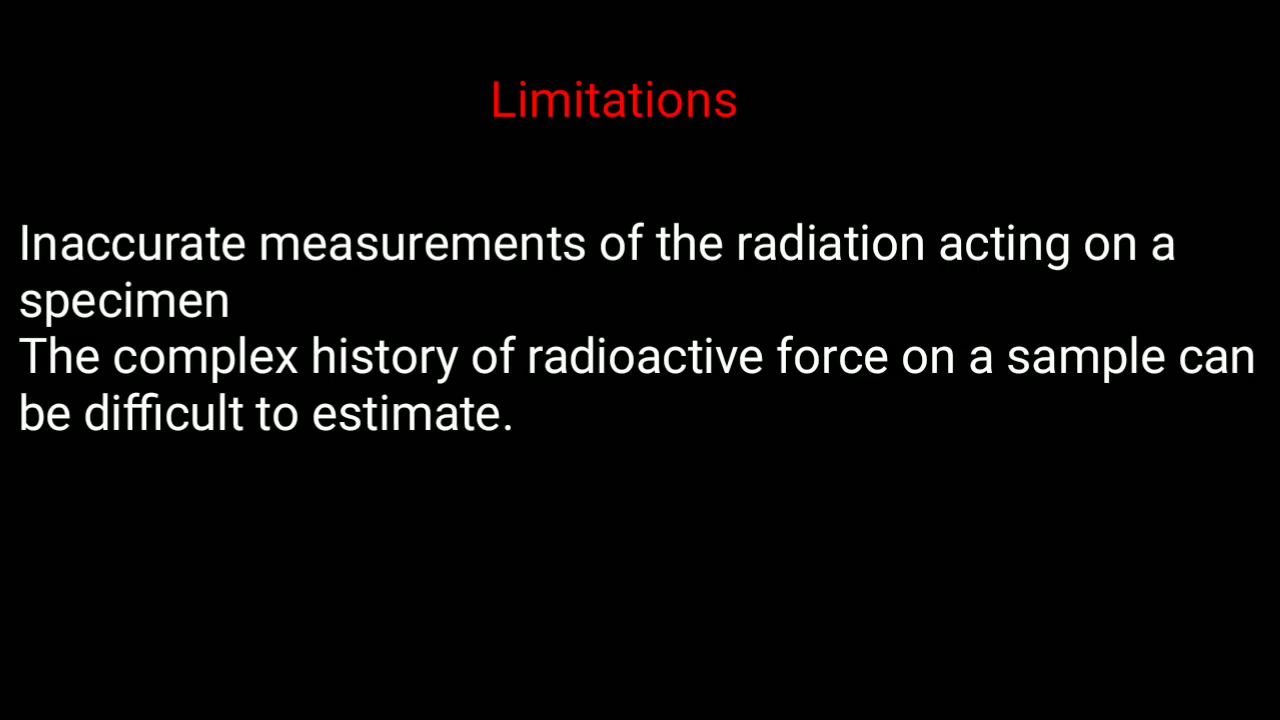 Limitations
Inaccurate measurements of the radiation acting on a
specimen
The complex history of radioactive force on a sample can
be difficult to estimate.